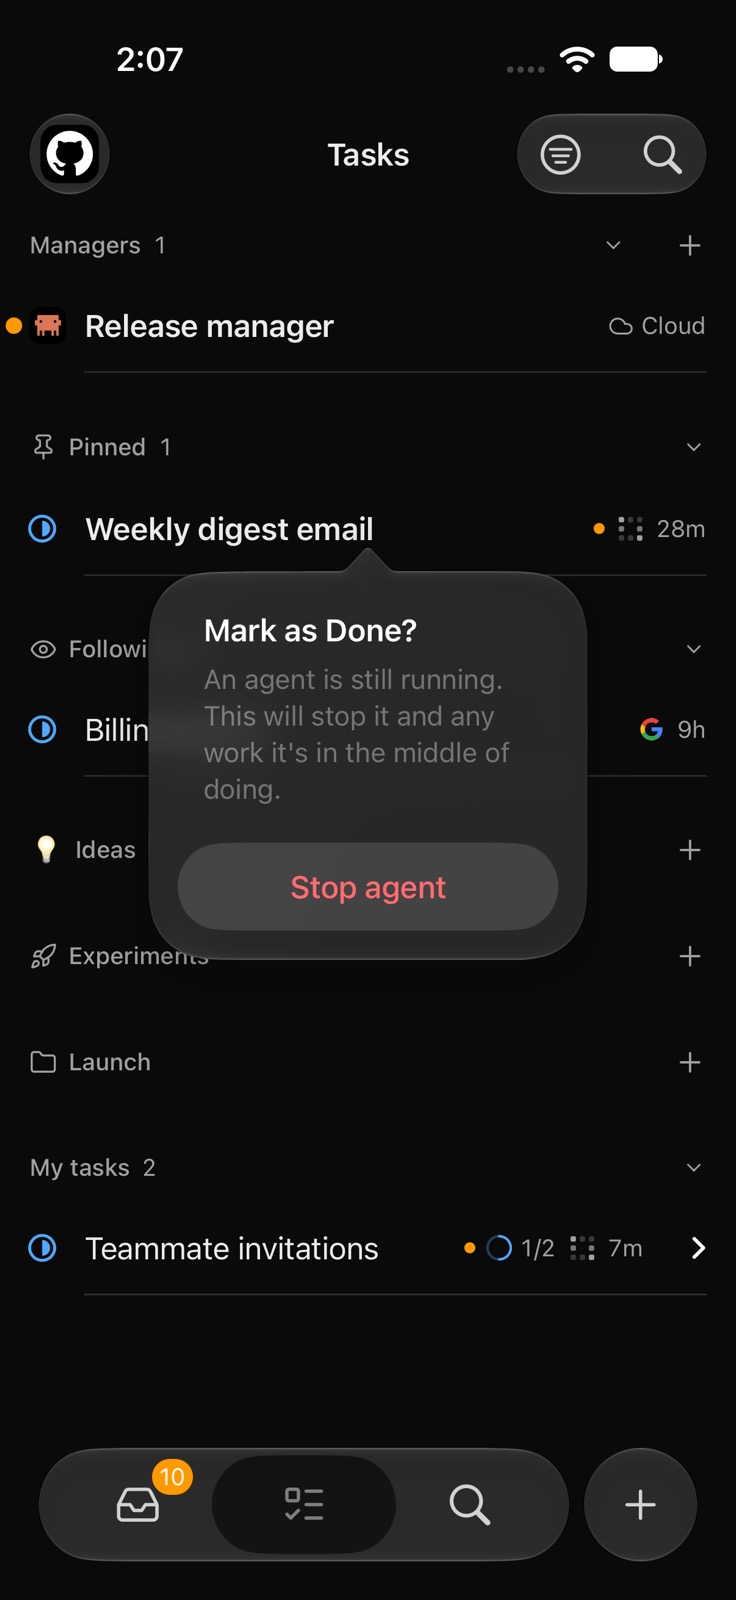 2:07
Tasks
Managers 1
Release manager Cloud
Pinned 1
Weekly digest email 28m
Mark as Done?
An agent is still running.
This will stop it and any
work it's in the middle of
doing.
Stop agent
Followi
Billin 9h
Ideas
Experiments
Launch
My tasks 2
Teammate invitations 1/2 7m
10